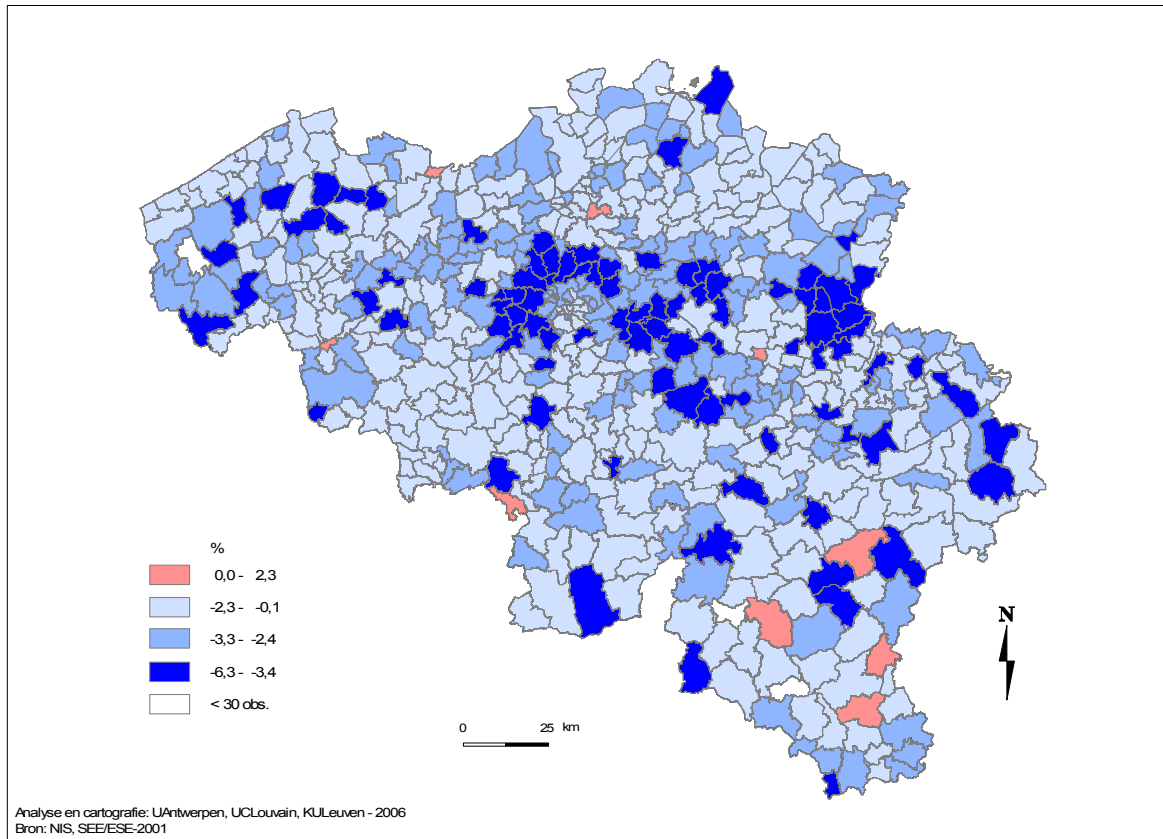 %
0,0 - 2,3
-2,3 - -0,1
-3,3 - -2,4
-6,3 - -3,4
< 30 obs.
N
0 25 km
Analyse en cartografie: UAntwerpen, UCLouvain, KULeuven - 2006
Bron: NIS, SEE/ESE-2001